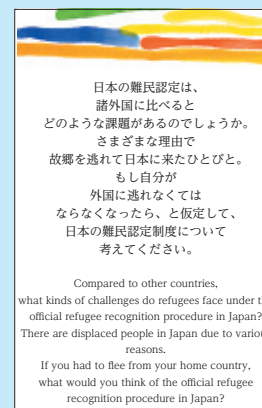 日本の難民認定は、
諸外国に比べると
どのような課題があるのでしょうか。
さまざまな理由で
故郷を逃れて日本に来たひとびと。
もし自分が
外国に逃れなくては
ならなくなったら、と仮定して、
日本の難民認定制度について
考えてください。
Compared to other countries,
what kinds of challenges do refugees face under
official refugee recognition procedure in Japan?
There are displaced people in Japan due to
reasons.
If you had to flee from your home country,
what would you think of the official refugee
recognition procedure in Japan?